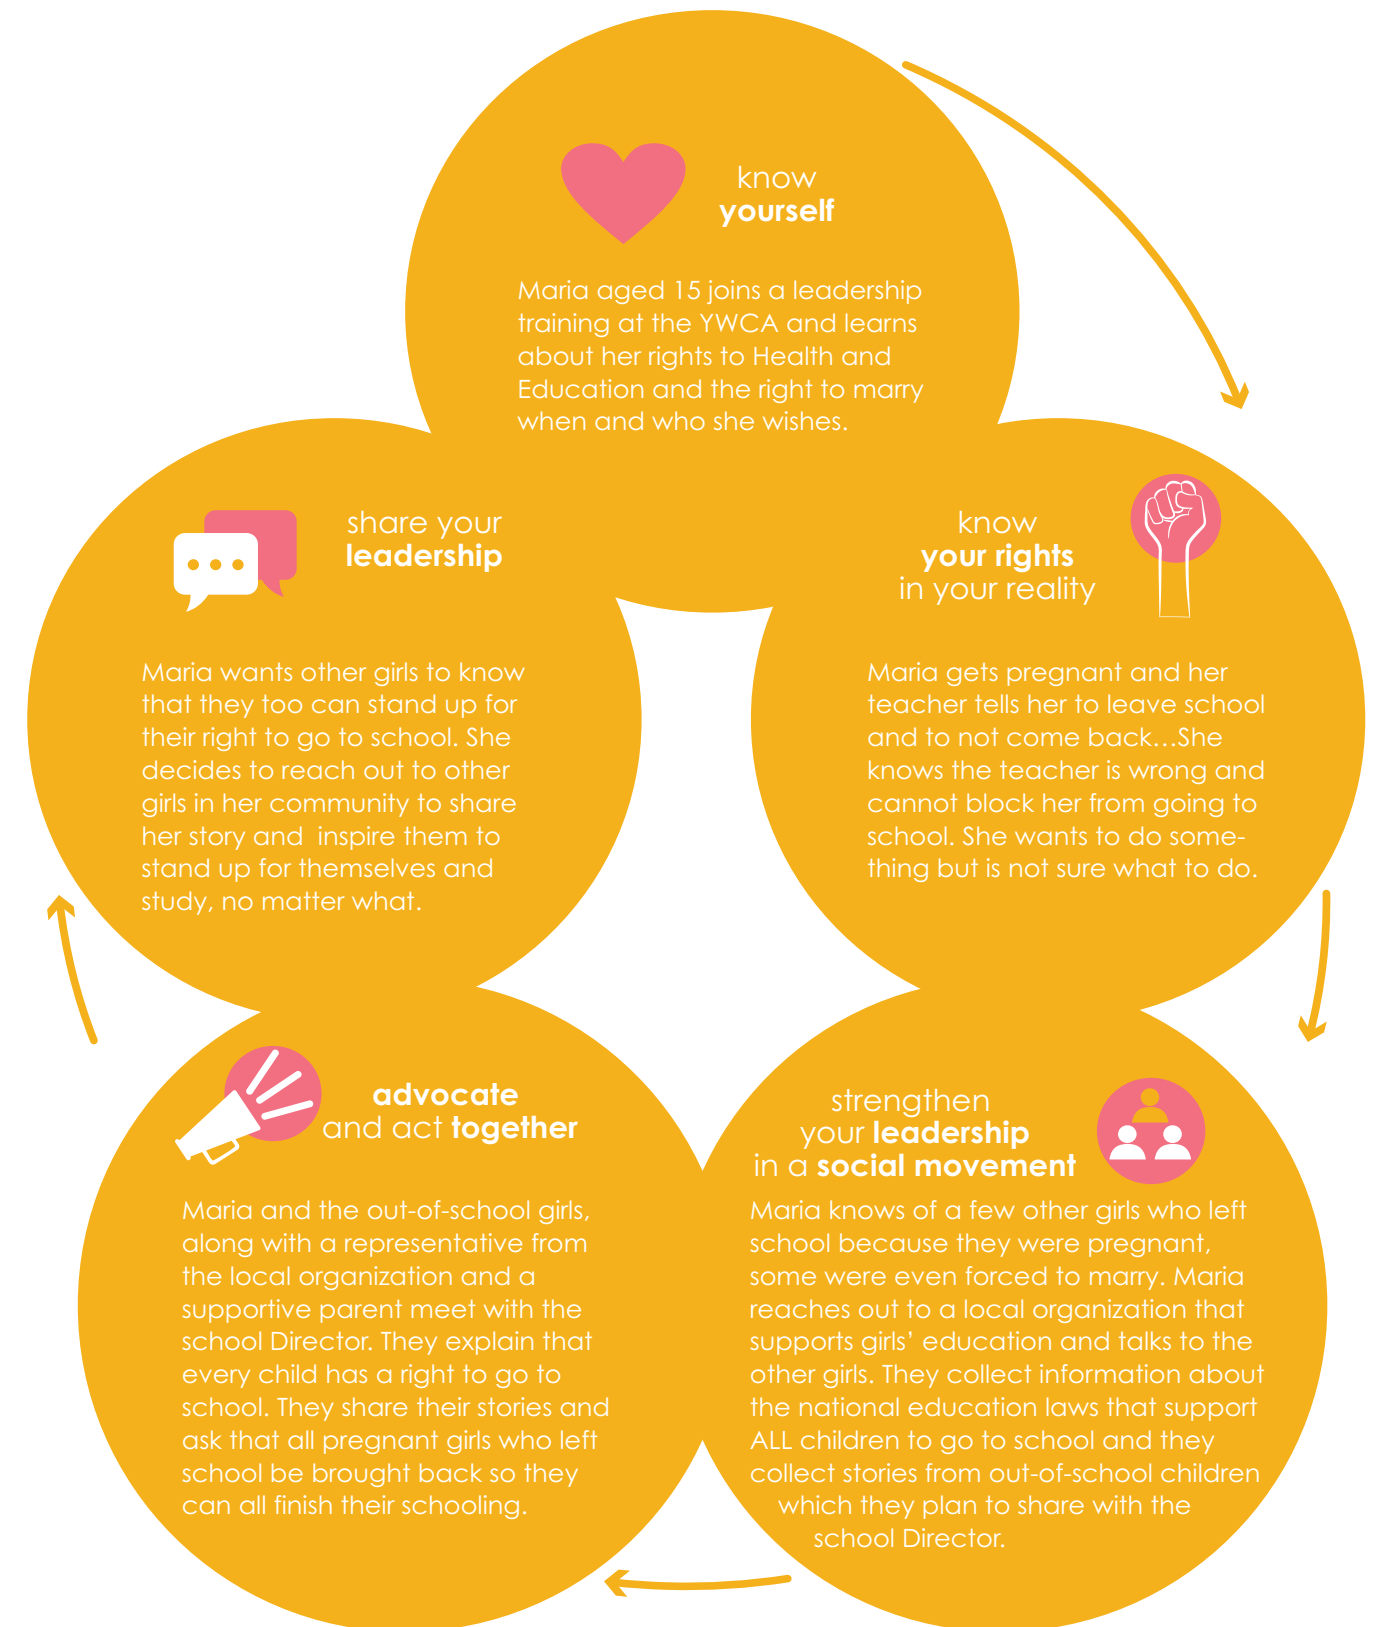 know
yourself
Maria aged 15 joins a leadership
training at the YWCA and learns
about her rights to Health and
Education and the right to marry
when and who she wishes.
know
your rights
in your reality
Maria gets pregnant and her
teacher tells her to leave school
and to not come back…She
knows the teacher is wrong and
cannot block her from going to
school. She wants to do some-
thing but is not sure what to do.
strengthen
your leadership
in a social movement
Maria knows of a few other girls who left
school because they were pregnant,
some were even forced to marry. Maria
reaches out to a local organization that
supports girls’ education and talks to the
other girls. They collect information about
the national education laws that support
ALL children to go to school and they
collect stories from out-of-school children
which they plan to share with the
school Director.
advocate
and act together
Maria and the out-of-school girls,
along with a representative from
the local organization and a
supportive parent meet with the
school Director. They explain that
every child has a right to go to
school. They share their stories and
ask that all pregnant girls who left
school be brought back so they
can all finish their schooling.
share your
leadership
Maria wants other girls to know
that they too can stand up for
their right to go to school. She
decides to reach out to other
girls in her community to share
her story and  inspire them to
stand up for themselves and
study, no matter what.